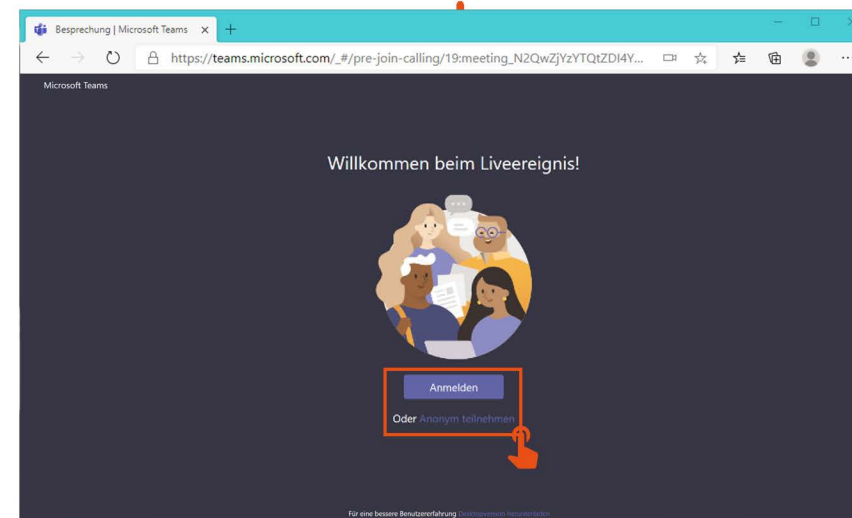 Besprechung | Microsoft Teams
https://teams.microsoft.com/_#/pre-join-calling/19:meeting_N2QwZjYzYTQtZDI4Y...
Microsoft Teams
Willkommen beim Liveereignis!
Anmelden
Oder Anonym teilnehmen
Für eine bessere Benutzererfahrung Desktopversion herunterladen